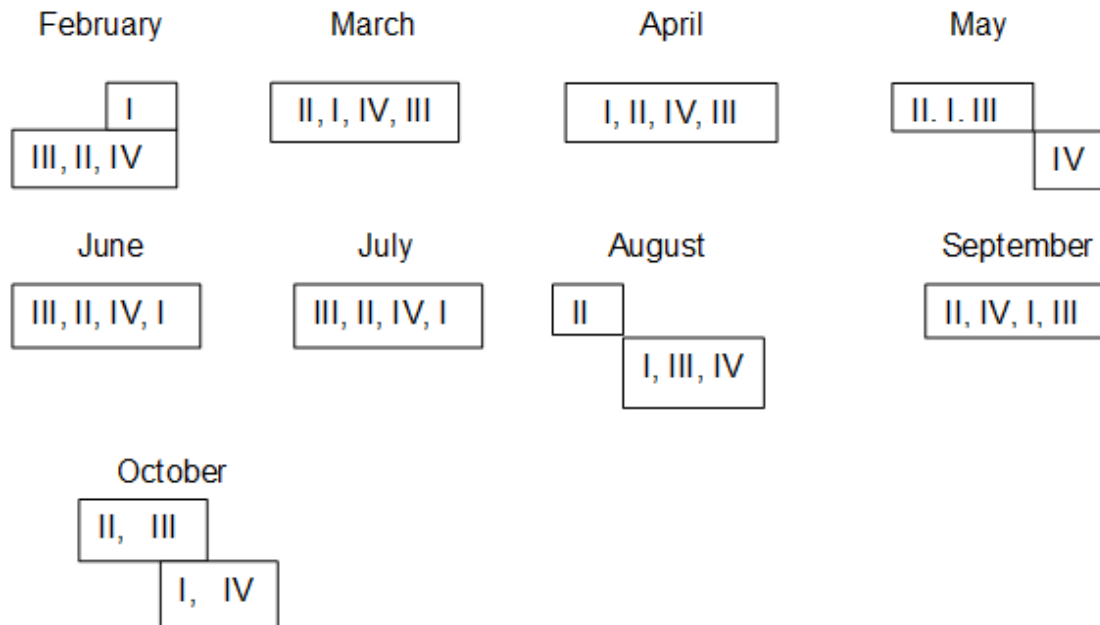 February March April May
I
II, I, IV, III
I, II, IV, III
II. I. III
III, II, IV
IV
June July August September
III, II, IV, I
III, II, IV, I
II
II, IV, I, III
I, III, IV
October
II, III
I, IV